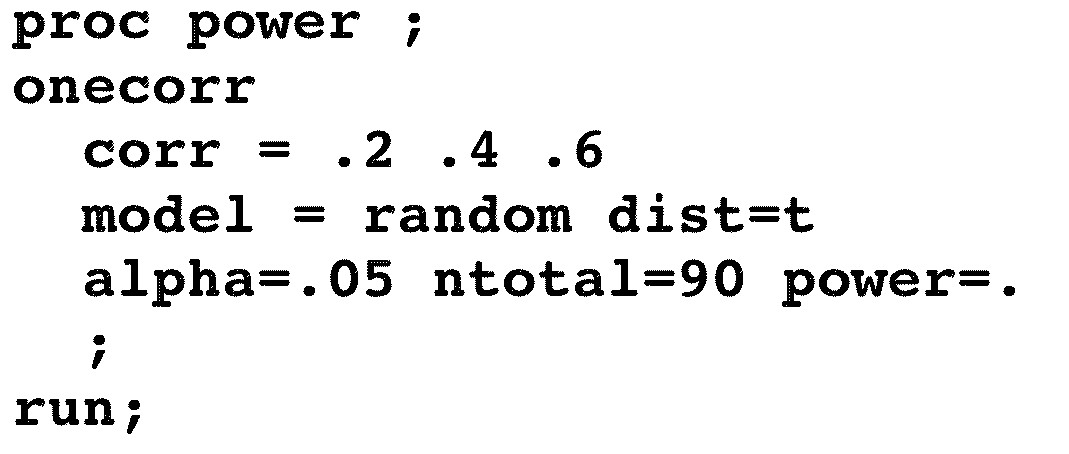 proc power ;
onecorr
corr = .2 .4 .6
model = random dist=t
alpha=.05 ntotal=90 power=.
;
run;